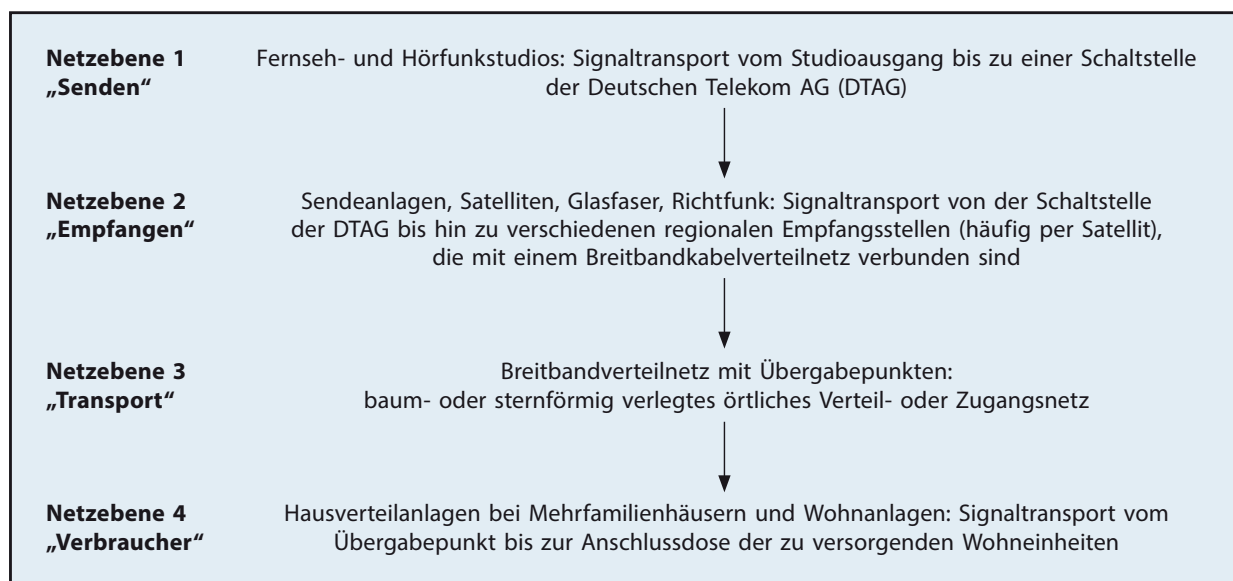 Netzebene 1 Fernseh- und Hörfunkstudios: Signaltransport vom Studioausgang bis zu einer Schaltstelle
„Senden“ der Deutschen Telekom AG (DTAG)
Netzebene 2 Sendeanlagen, Satelliten, Glasfaser, Richtfunk: Signaltransport von der Schaltstelle
„Empfangen“ der DTAG bis hin zu verschiedenen regionalen Empfangsstellen (häufig per Satellit),
die mit einem Breitbandkabelverteilnetz verbunden sind
Netzebene 3 Breitbandverteilnetz mit Übergabepunkten:
„Transport“ baum- oder sternförmig verlegtes örtliches Verteil- oder Zugangsnetz
Netzebene 4 Hausverteilanlagen bei Mehrfamilienhäusern und Wohnanlagen: Signaltransport vom
„Verbraucher“ Übergabepunkt bis zur Anschlussdose der zu versorgenden Wohneinheiten